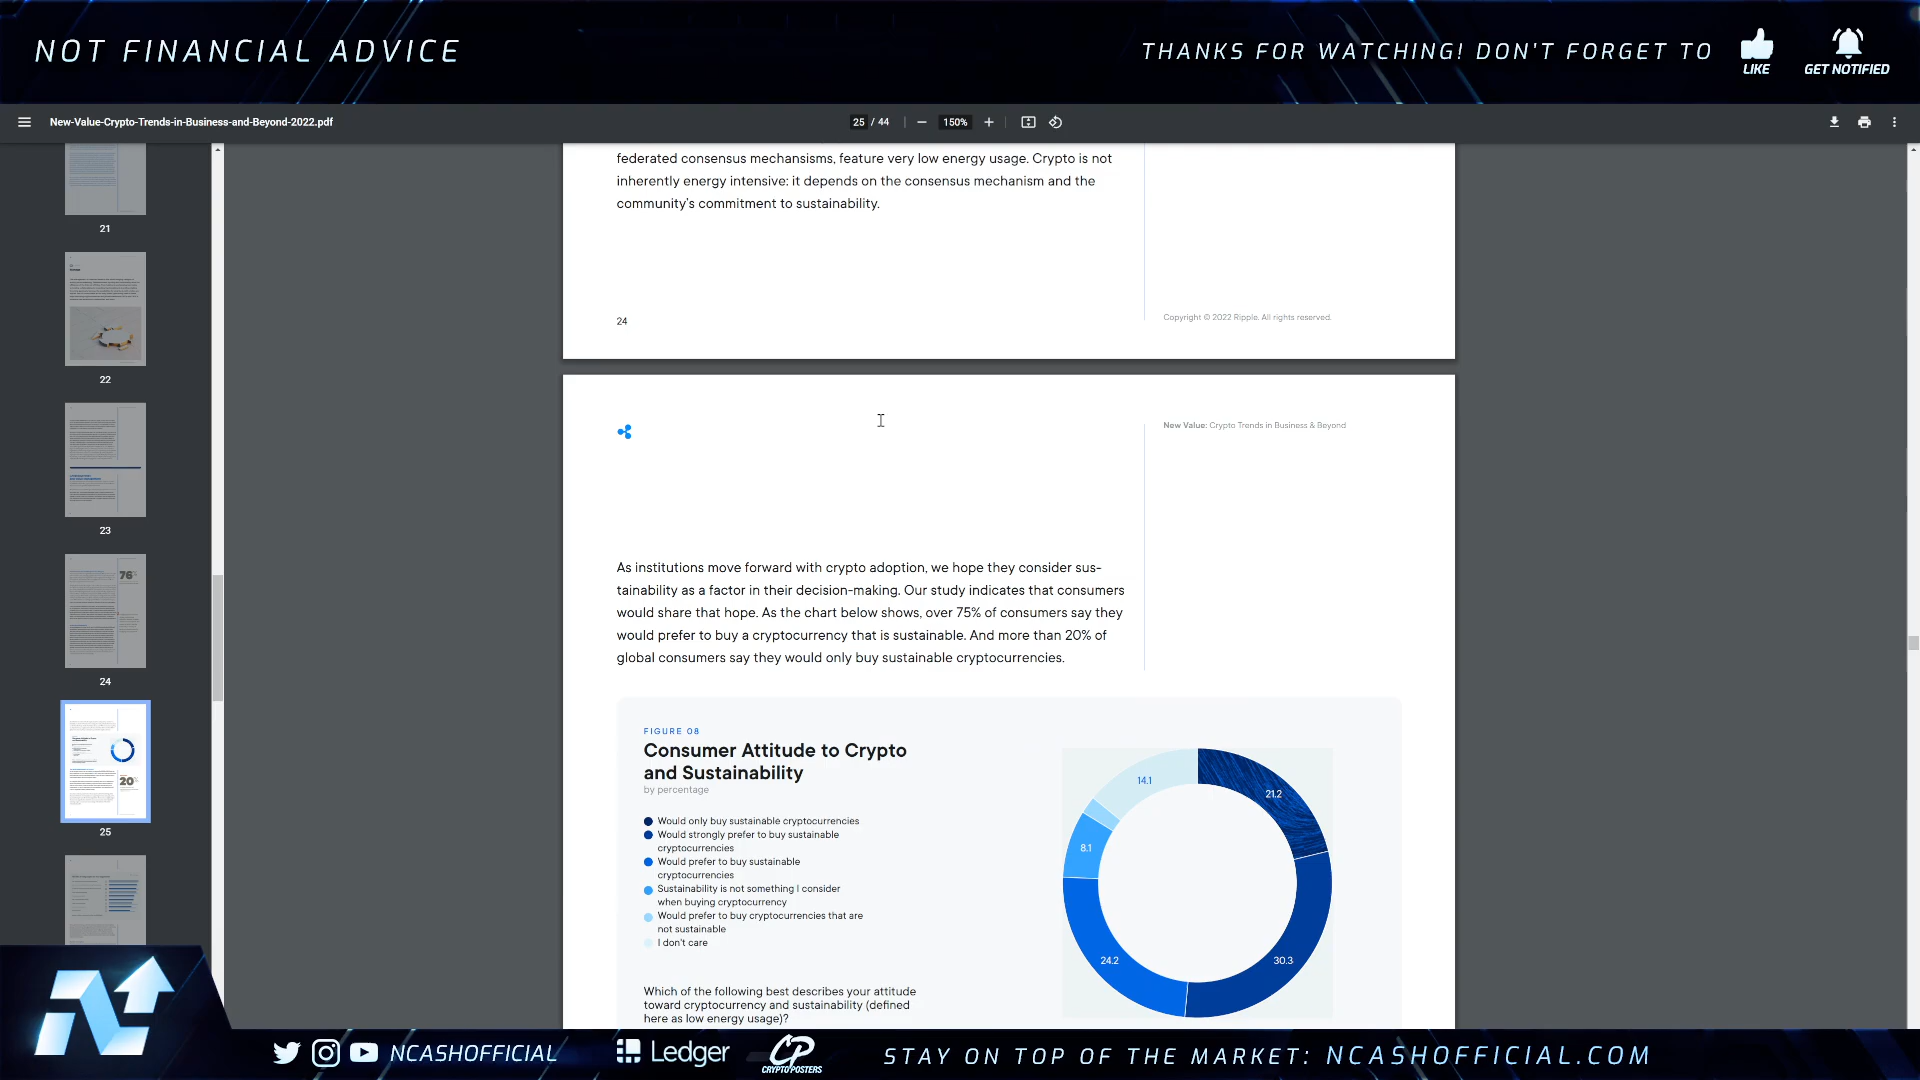 NOT FINANCIAL ADVICE
THANKS FOR WATCHING! DON'T FORGET TO
LIKE
GET NOTIFIED
New-Value-Crypto-Trends-in-Business-and-Beyond-2022.pdf
25 / 44
150%
21
22
23
76%
24
20
25
federated consensus mechansisms, feature very low energy usage. Crypto is not
inherently energy intensive: it depends on the consensus mechanism and the
community's commitment to sustainability.
24
Copyright © 2022 Ripple. All rights reserved.
New Value: Crypto Trends in Business & Beyond
As institutions move forward with crypto adoption, we hope they consider sus-
tainability as a factor in their decision-making. Our study indicates that consumers
would share that hope. As the chart below shows, over 75% of consumers say they
would prefer to buy a cryptocurrency that is sustainable. And more than 20% of
global consumers say they would only buy sustainable cryptocurrencies.
FIGURE 08
Consumer Attitude to Crypto
and Sustainability
by percentage
Would only buy sustainable cryptocurrencies
Would strongly prefer to buy sustainable
cryptocurrencies
Would prefer to buy sustainable
cryptocurrencies
Sustainability is not something I consider
when buying cryptocurrency
Would prefer to buy cryptocurrencies that are
not sustainable
I don't care
Which of the following best describes your attitude
toward cryptocurrency and sustainability (defined
here as low energy usage)?
14.1
21.2
8.1
24.2
30.3
NCASHOFFICIAL
Ledger
CP
CRYPTOPOSTERS
STAY ON TOP OF THE MARKET: NCASHOFFICIAL.COM